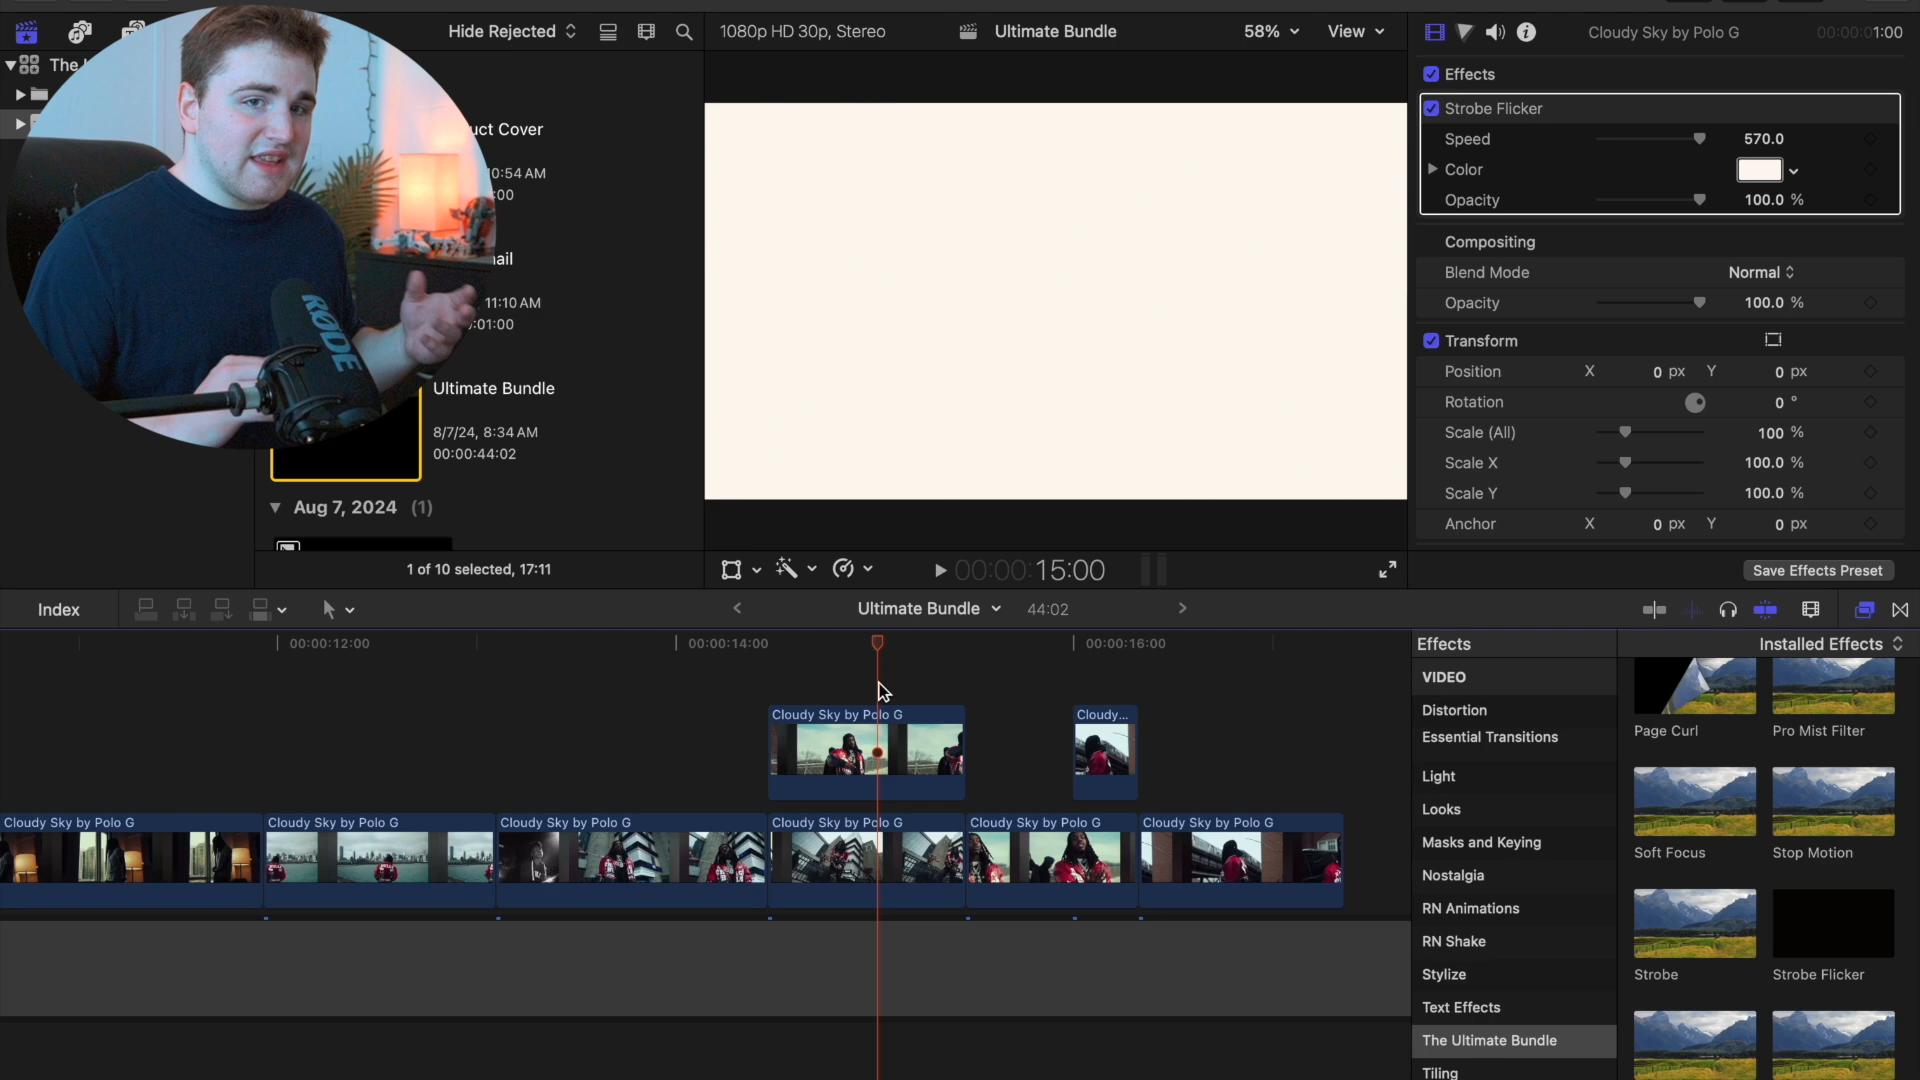 Hide Rejected
1080p HD 30p, Stereo
Ultimate Bundle
58%
View
Cloudy Sky by Polo G
00:00:01:00
The
uct Cover
0:54 AM
:00
ail
11:10 AM
:01:00
RØDE
Ultimate Bundle
8/7/24, 8:34 AM
00:00:44:02
Aug 7, 2024 (1)
1 of 10 selected, 17:11
00:00:15:00
Effects
Strobe Flicker
Speed 570.0
Color
Opacity 100.0 %
Compositing
Blend Mode Normal
Opacity 100.0 %
Transform
Position X 0 px Y 0 px
Rotation 0 °
Scale (All) 100 %
Scale X 100.0 %
Scale Y 100.0 %
Anchor X 0 px Y 0 px
Save Effects Preset
Index
Ultimate Bundle
44:02
00:00:12:00
00:00:14:00
00:00:16:00
Cloudy Sky by Polo G
Cloudy...
Cloudy Sky by Polo G
Cloudy Sky by Polo G
Cloudy Sky by Polo G
Cloudy Sky by Polo G
Cloudy Sky by Polo G
Cloudy Sky by Polo G
Effects
Installed Effects
VIDEO
Distortion
Essential Transitions
Light
Looks
Masks and Keying
Nostalgia
RN Animations
RN Shake
Stylize
Text Effects
The Ultimate Bundle
Tiling
Page Curl
Pro Mist Filter
Soft Focus
Stop Motion
Strobe
Strobe Flicker